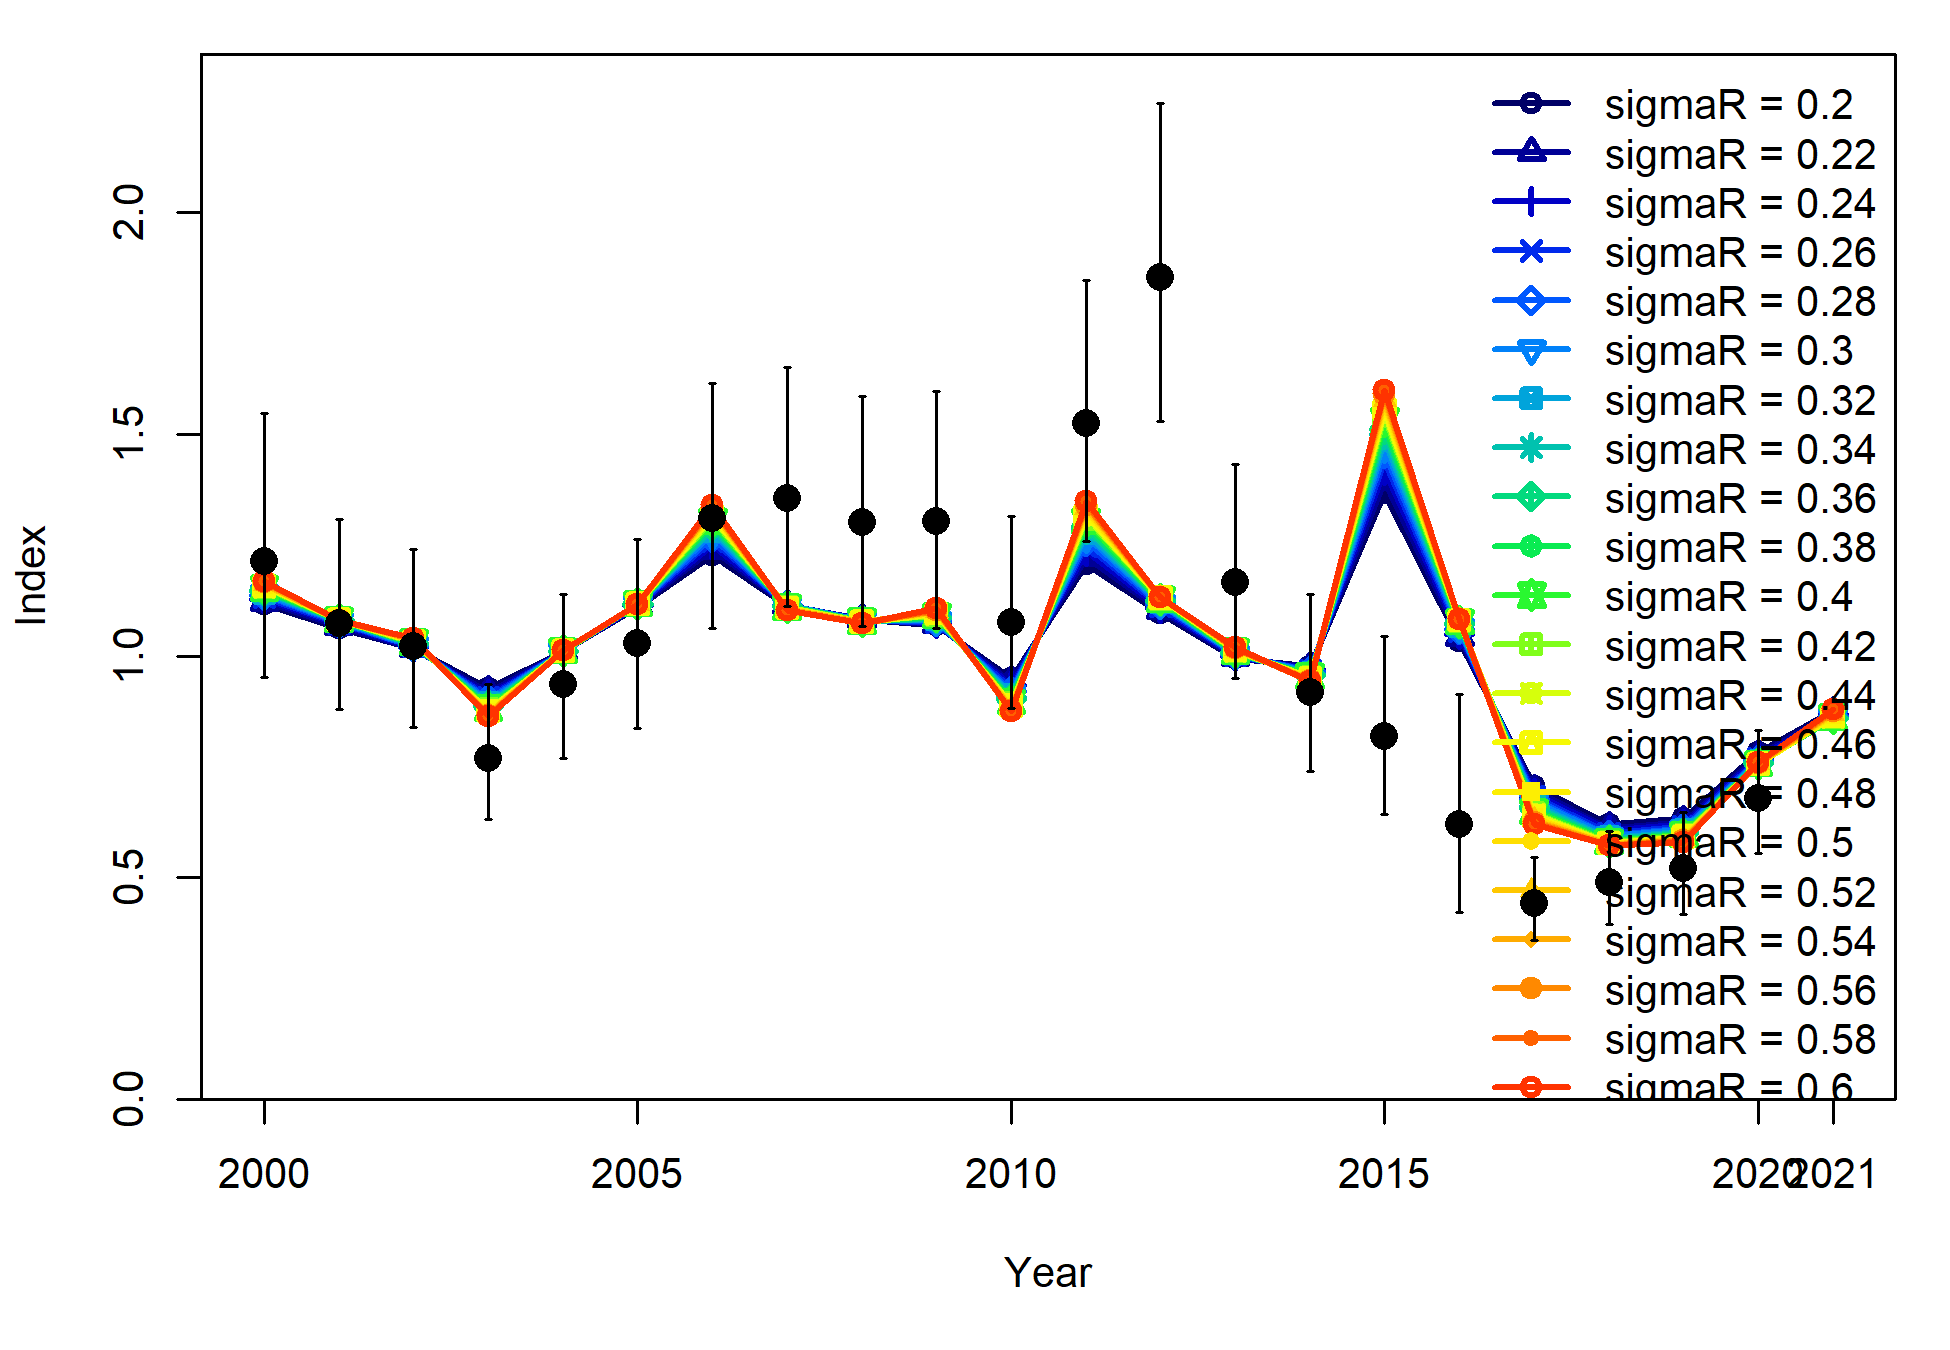 sigmaR = 0.2
sigmaR = 0.22
sigmaR = 0.24
sigmaR = 0.26
sigmaR = 0.28
sigmaR = 0.3
sigmaR = 0.32
sigmaR = 0.34
sigmaR = 0.36
sigmaR = 0.38
sigmaR = 0.4
sigmaR = 0.42
sigmaR = 0.44
sigmaR = 0.46
sigmaR = 0.48
sigmaR = 0.5
sigmaR = 0.52
sigmaR = 0.54
sigmaR = 0.56
sigmaR = 0.58
sigmaR = 0.6
2.0
1.5
1.0
0.5
0.0
Index
2000 2005 2010 2015 2020 2021
Year